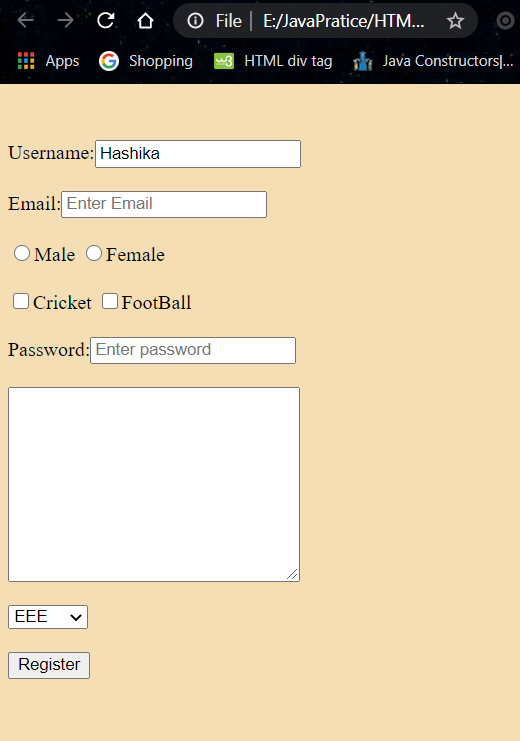 File | E:/JavaPratice/HTM...
Apps Shopping HTML div tag Java Constructors|...
Username: Hashika
Email: Enter Email
Male Female
Cricket FootBall
Password: Enter password
EEE
Register